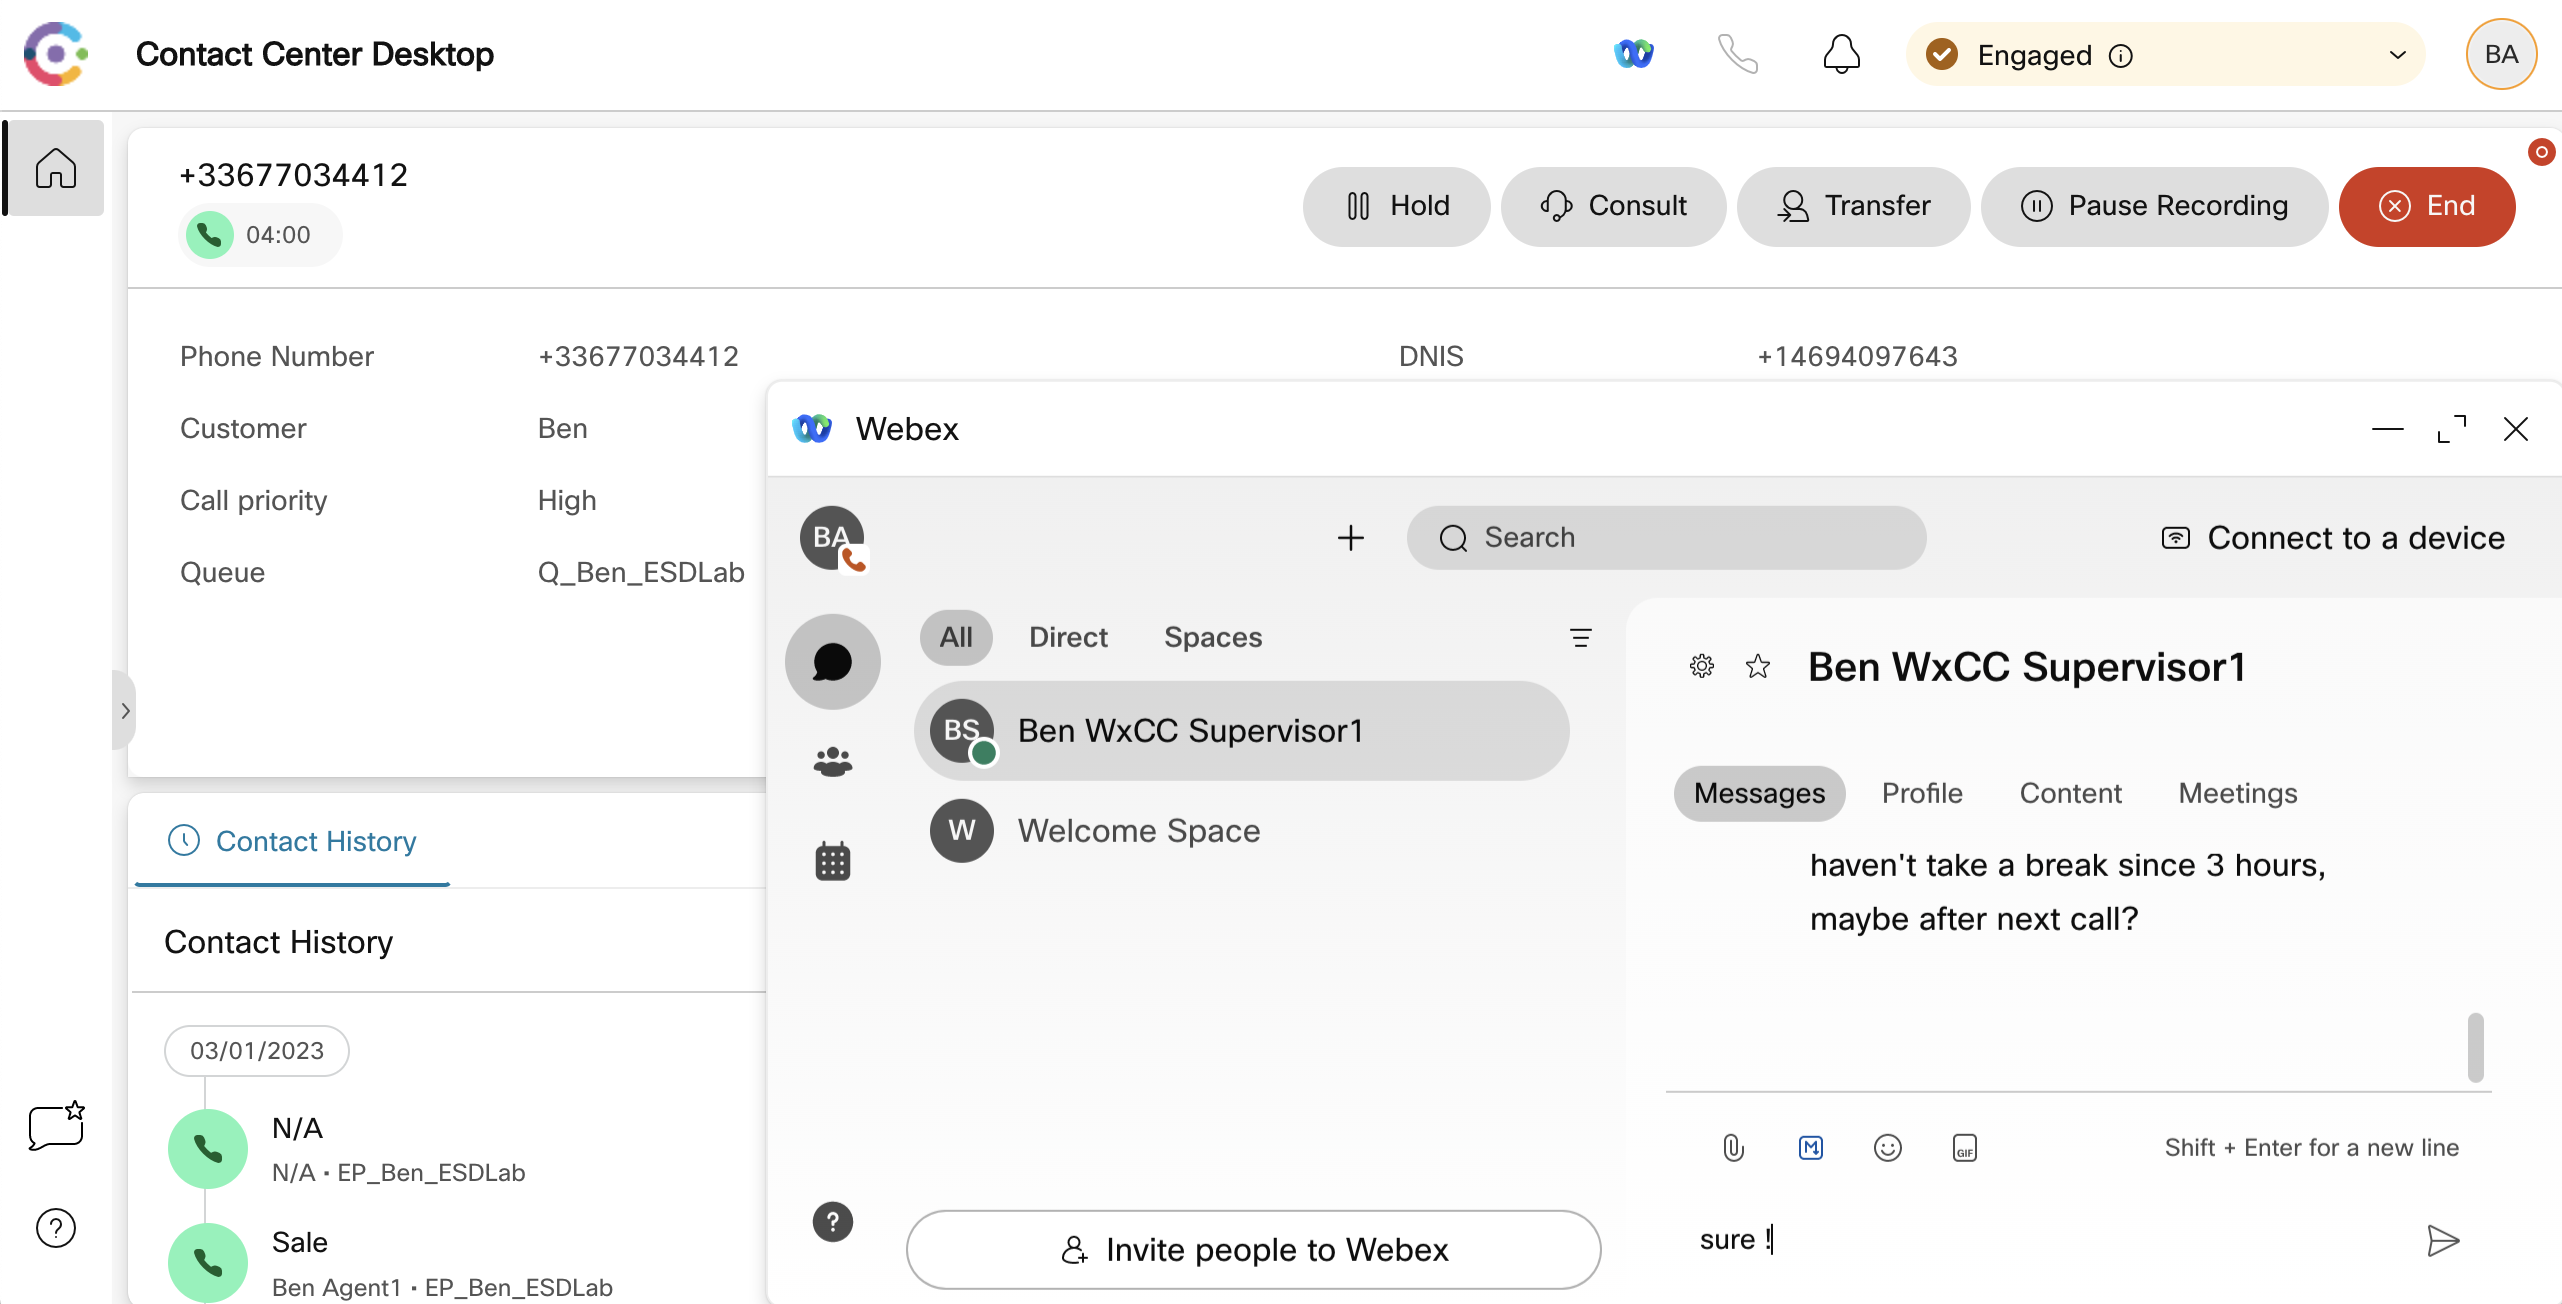 Contact Center Desktop
Engaged
BA
+33677034412
04:00
Hold
Consult
Transfer
Pause Recording
End
Phone Number
+33677034412
DNIS
+14694097643
Customer
Ben
Call priority
High
Queue
Q_Ben_ESDLab
Contact History
Contact History
03/01/2023
N/A
N/A • EP_Ben_ESDLab
Sale
Ben Agent1 • EP_Ben_ESDLab
Webex
BA
Search
Connect to a device
All
Direct
Spaces
BS
Ben WxCC Supervisor1
W
Welcome Space
Invite people to Webex
Ben WxCC Supervisor1
Messages
Profile
Content
Meetings
haven't take a break since 3 hours,
maybe after next call?
GIF
Shift + Enter for a new line
sure !